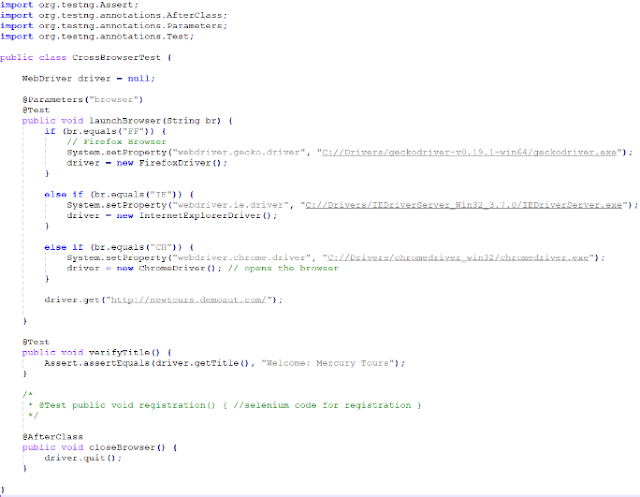 import org.testng.Assert;
import org.testng.annotations.AfterClass;
import org.testng.annotations.Parameters;
import org.testng.annotations.Test;

public class CrossBrowserTest {

    WebDriver driver = null;

    @Parameters("browser")
    @Test
    public void launchBrowser(String br) {
        if (br.equals("FF")) {
            // Firefox Browser
            System.setProperty("webdriver.gecko.driver", "C://Drivers/geckodriver-v0.19.1-win64/geckodriver.exe");
            driver = new FirefoxDriver();
        }

        else if (br.equals("IE")) {
            System.setProperty("webdriver.ie.driver", "C://Drivers/IEDriverServer_Win32_3.7.0/IEDriverServer.exe");
            driver = new InternetExplorerDriver();
        }

        else if (br.equals("CH")) {
            System.setProperty("webdriver.chrome.driver", "C://Drivers/chromedriver_win32/chromedriver.exe");
            driver = new ChromeDriver(); // opens the browser
        }

        driver.get("http://newtours.demoaut.com/");

    }

    @Test
    public void verifyTitle() {
        Assert.assertEquals(driver.getTitle(), "Welcome: Mercury Tours");
    }

    /*
     * @Test public void registration() { //selenium code for registration }
     */

    @AfterClass
    public void closeBrowser() {
        driver.quit();
    }

}